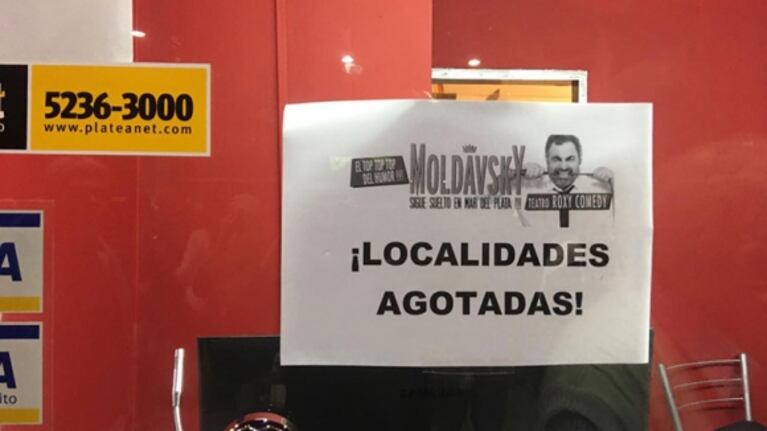 5236-3000
www.plateanet.com
EL TOP TOP TOP
DEL HUMOR !!!!
MOLDAVSKY
SIGUE SUELTO EN MAR DEL PLATA !!!
TEATRO ROXY COMEDY
¡LOCALIDADES
AGOTADAS!
A
A
ito